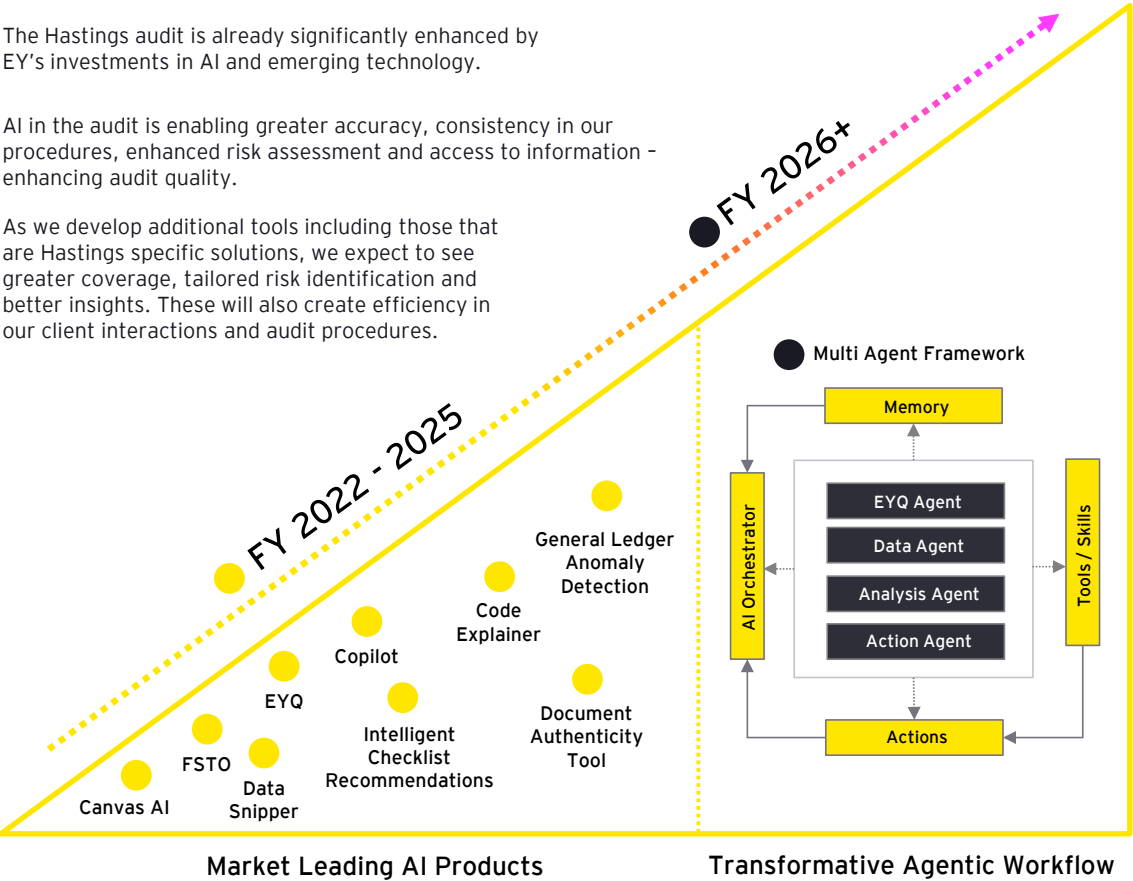 The Hastings audit is already significantly enhanced by
EY’s investments in AI and emerging technology.
AI in the audit is enabling greater accuracy, consistency in our
procedures, enhanced risk assessment and access to information –
enhancing audit quality.
As we develop additional tools including those that
are Hastings specific solutions, we expect to see
greater coverage, tailored risk identification and
better insights. These will also create efficiency in
our client interactions and audit procedures.
FY 2022 - 2025
FY 2026+
Canvas AI
FSTO
Data
Snipper
EYQ
Copilot
Intelligent
Checklist
Recommendations
Code
Explainer
General Ledger
Anomaly
Detection
Document
Authenticity
Tool
Multi Agent Framework
Memory
AI Orchestrator
EYQ Agent
Data Agent
Analysis Agent
Action Agent
Tools / Skills
Actions
Market Leading AI Products
Transformative Agentic Workflow